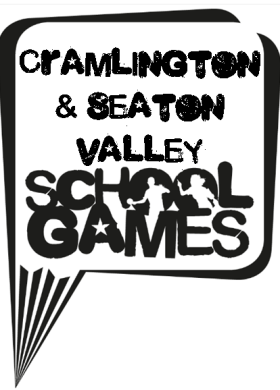 CRAMLINGTON
& SEATON
VALLEY
SCHOOL
GAMES